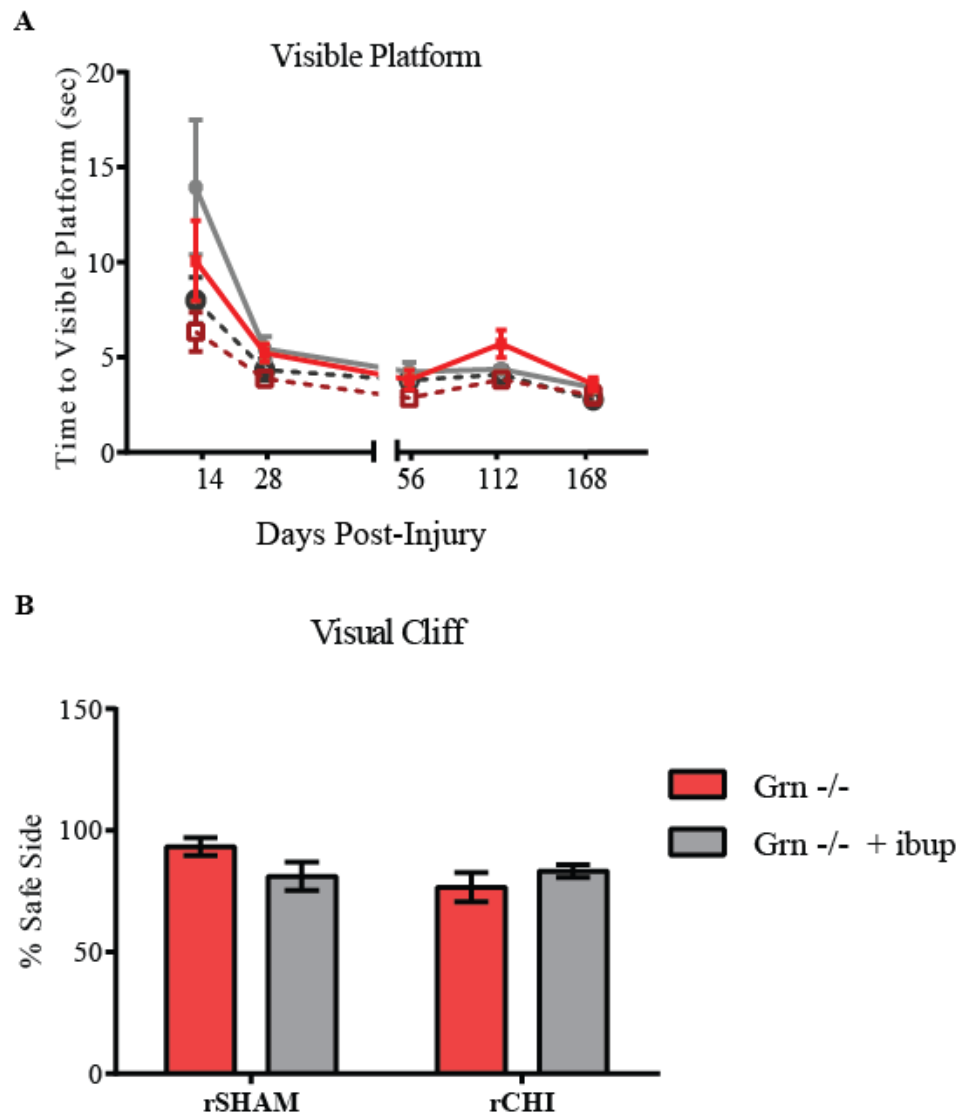 A
Visible Platform
Time to Visible Platform (sec)
20
15
10
5
0
14 28 56 112 168
Days Post-Injury
B
Visual Cliff
% Safe Side
150
100
50
0
rSHAM rCHI
Grn -/-
Grn -/- + ibup